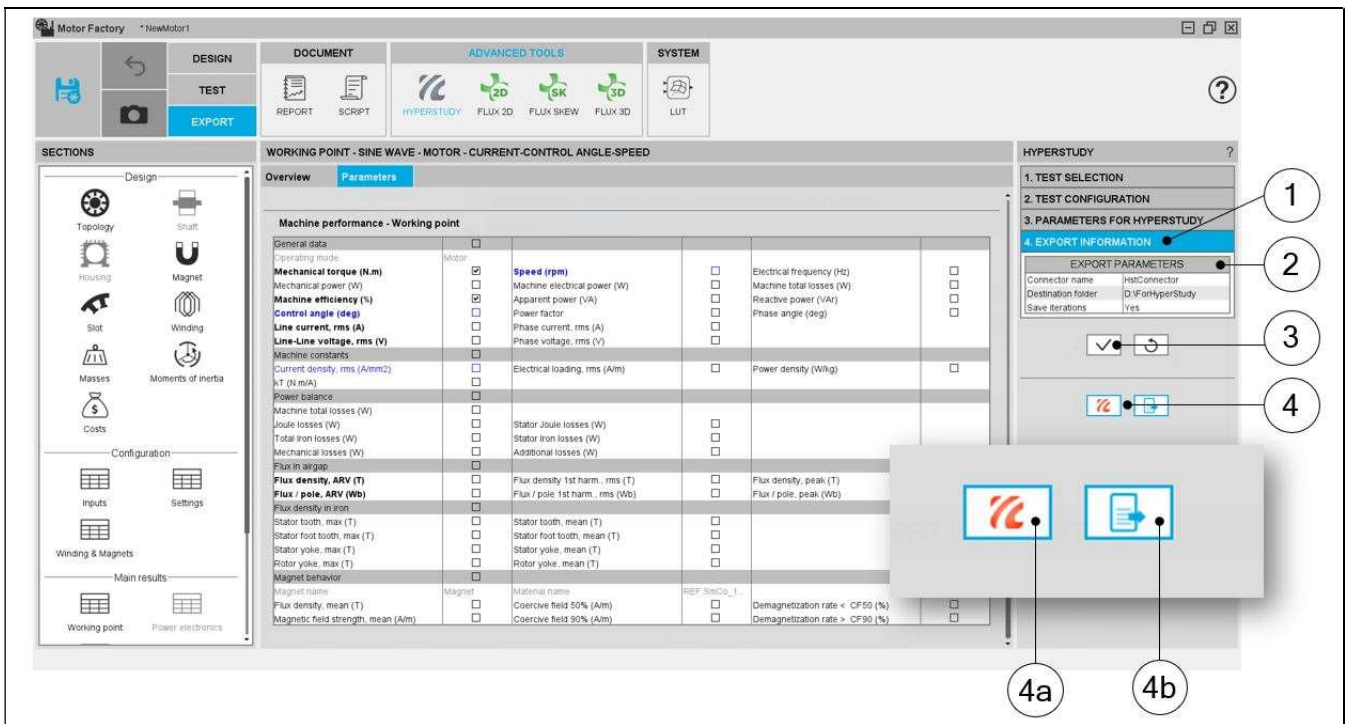 Motor Factory * NewMotor1
DESIGN
TEST
EXPORT
DOCUMENT
REPORT SCRIPT
ADVANCED TOOLS
HYPERSTUDY FLUX 2D FLUX SKEW FLUX 3D
2D SK 3D
SYSTEM
LUT
?
SECTIONS
Design
Topology Shaft
Housing Magnet
Slot Winding
Masses Moments of inertia
Costs
Configuration
Inputs Settings
Winding & Magnets
Main results
Working point Power electronics
WORKING POINT - SINE WAVE - MOTOR - CURRENT-CONTROL ANGLE-SPEED
Overview Parameters
Machine performance - Working point
General data
Operating mode Motor
Mechanical torque (N.m) Speed (rpm) Electrical frequency (Hz)
Mechanical power (W) Machine electrical power (W) Machine total losses (W)
Machine efficiency (%) Apparent power (VA) Reactive power (VAr)
Control angle (deg) Power factor Phase angle (deg)
Line current, rms (A) Phase current, rms (A)
Line-Line voltage, rms (V) Phase voltage, rms (V)
Machine constants
Current density, rms (A/mm2) Electrical loading, rms (A/m) Power density (W/kg)
kT (N.m/A)
Power balance
Machine total losses (W)
Joule losses (W) Stator Joule losses (W)
Total Iron losses (W) Stator Iron losses (W)
Mechanical losses (W) Additional losses (W)
Flux in airgap
Flux density, ARV (T) Flux density 1st harm., rms (T) Flux density, peak (T)
Flux / pole, ARV (Wb) Flux / pole 1st harm., rms (Wb) Flux / pole, peak (Wb)
Flux density in iron
Stator tooth, max (T) Stator tooth, mean (T)
Stator foot tooth, max (T) Stator foot tooth, mean (T)
Stator yoke, max (T) Stator yoke, mean (T)
Rotor yoke, max (T) Rotor yoke, mean (T)
Magnet behavior
Magnet name Magnet Material name REF SmCo_1...
Flux density, mean (T) Coercive field 50% (A/m) Demagnetization rate < CF50 (%)
Magnetic field strength, mean (A/m) Coercive field 90% (A/m) Demagnetization rate > CF90 (%)
HYPERSTUDY ?
1. TEST SELECTION
2. TEST CONFIGURATION
3. PARAMETERS FOR HYPERSTUDY
4. EXPORT INFORMATION
EXPORT PARAMETERS
Connector name HstConnector
Destination folder D:\ForHyperStudy
Save iterations Yes
1
2
3
4
4a
4b